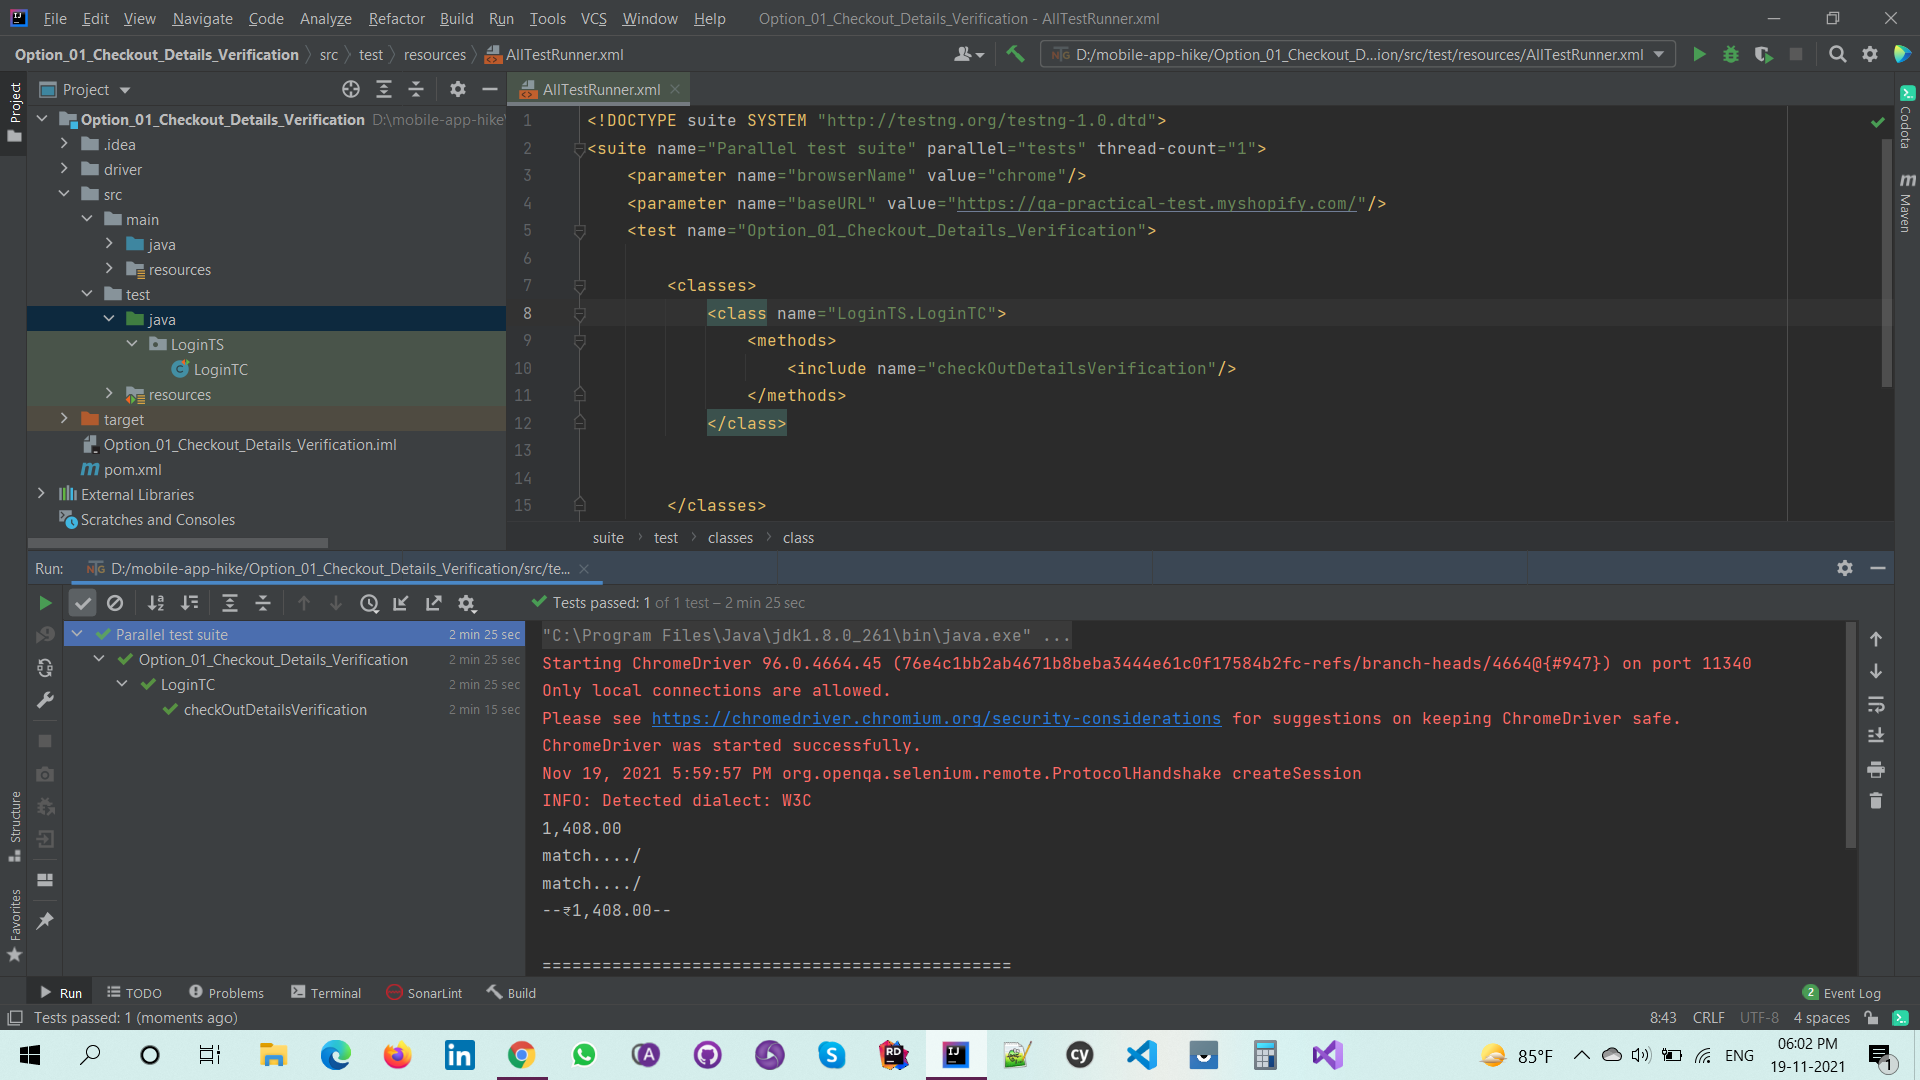 File Edit View Navigate Code Analyze Refactor Build Run Tools VCS Window Help Option_01_Checkout_Details_Verification - AllTestRunner.xml
Option_01_Checkout_Details_Verification src test resources AllTestRunner.xml D:/mobile-app-hike/Option_01_Checkout_D...ion/src/test/resources/AllTestRunner.xml
Project
AllTestRunner.xml
Option_01_Checkout_Details_Verification D:\mobile-app-hike\
.idea
driver
src
main
java
resources
test
java
LoginTS
LoginTC
resources
target
Option_01_Checkout_Details_Verification.iml
pom.xml
External Libraries
Scratches and Consoles
1 <!DOCTYPE suite SYSTEM "http://testng.org/testng-1.0.dtd">
2 <suite name="Parallel test suite" parallel="tests" thread-count="1">
3 <parameter name="browserName" value="chrome"/>
4 <parameter name="baseURL" value="https://qa-practical-test.myshopify.com/"/>
5 <test name="Option_01_Checkout_Details_Verification">
6
7 <classes>
8 <class name="LoginTS.LoginTC">
9 <methods>
10 <include name="checkOutDetailsVerification"/>
11 </methods>
12 </class>
13
14
15 </classes>
suite test classes class
Project
Structure
Favorites
Codota
Maven
Run: D:/mobile-app-hike/Option_01_Checkout_Details_Verification/src/te...
Tests passed: 1 of 1 test – 2 min 25 sec
Parallel test suite 2 min 25 sec
Option_01_Checkout_Details_Verification 2 min 25 sec
LoginTC 2 min 25 sec
checkOutDetailsVerification 2 min 15 sec
"C:\Program Files\Java\jdk1.8.0_261\bin\java.exe" ...
Starting ChromeDriver 96.0.4664.45 (76e4c1bb2ab4671b8beba3444e61c0f17584b2fc-refs/branch-heads/4664@{#947}) on port 11340
Only local connections are allowed.
Please see https://chromedriver.chromium.org/security-considerations for suggestions on keeping ChromeDriver safe.
ChromeDriver was started successfully.
Nov 19, 2021 5:59:57 PM org.openqa.selenium.remote.ProtocolHandshake createSession
INFO: Detected dialect: W3C
1,408.00
match..../
match..../
--₹1,408.00--
===============================================
Run TODO Problems Terminal SonarLint Build 2 Event Log
Tests passed: 1 (moments ago) 8:43 CRLF UTF-8 4 spaces
85°F ENG 06:02 PM
19-11-2021 1